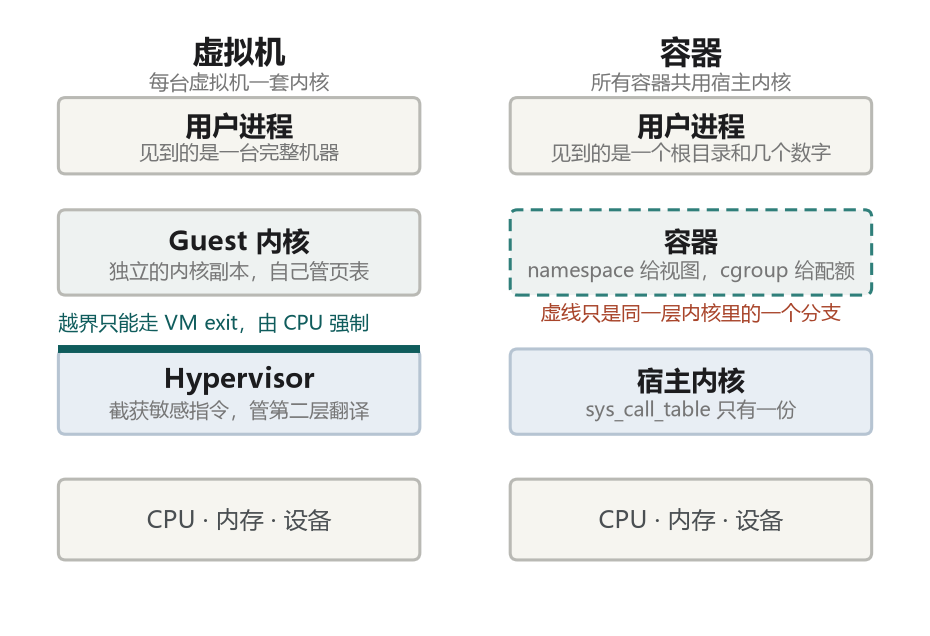 虚拟机
每台虚拟机一套内核
用户进程
见到的是一台完整机器
Guest 内核
独立的内核副本，自己管页表
越界只能走 VM exit，由 CPU 强制
Hypervisor
截获敏感指令，管第二层翻译
CPU · 内存 · 设备
容器
所有容器共用宿主内核
用户进程
见到的是一个根目录和几个数字
容器
namespace 给视图，cgroup 给配额
虚线只是同一层内核里的一个分支
宿主内核
sys_call_table 只有一份
CPU · 内存 · 设备